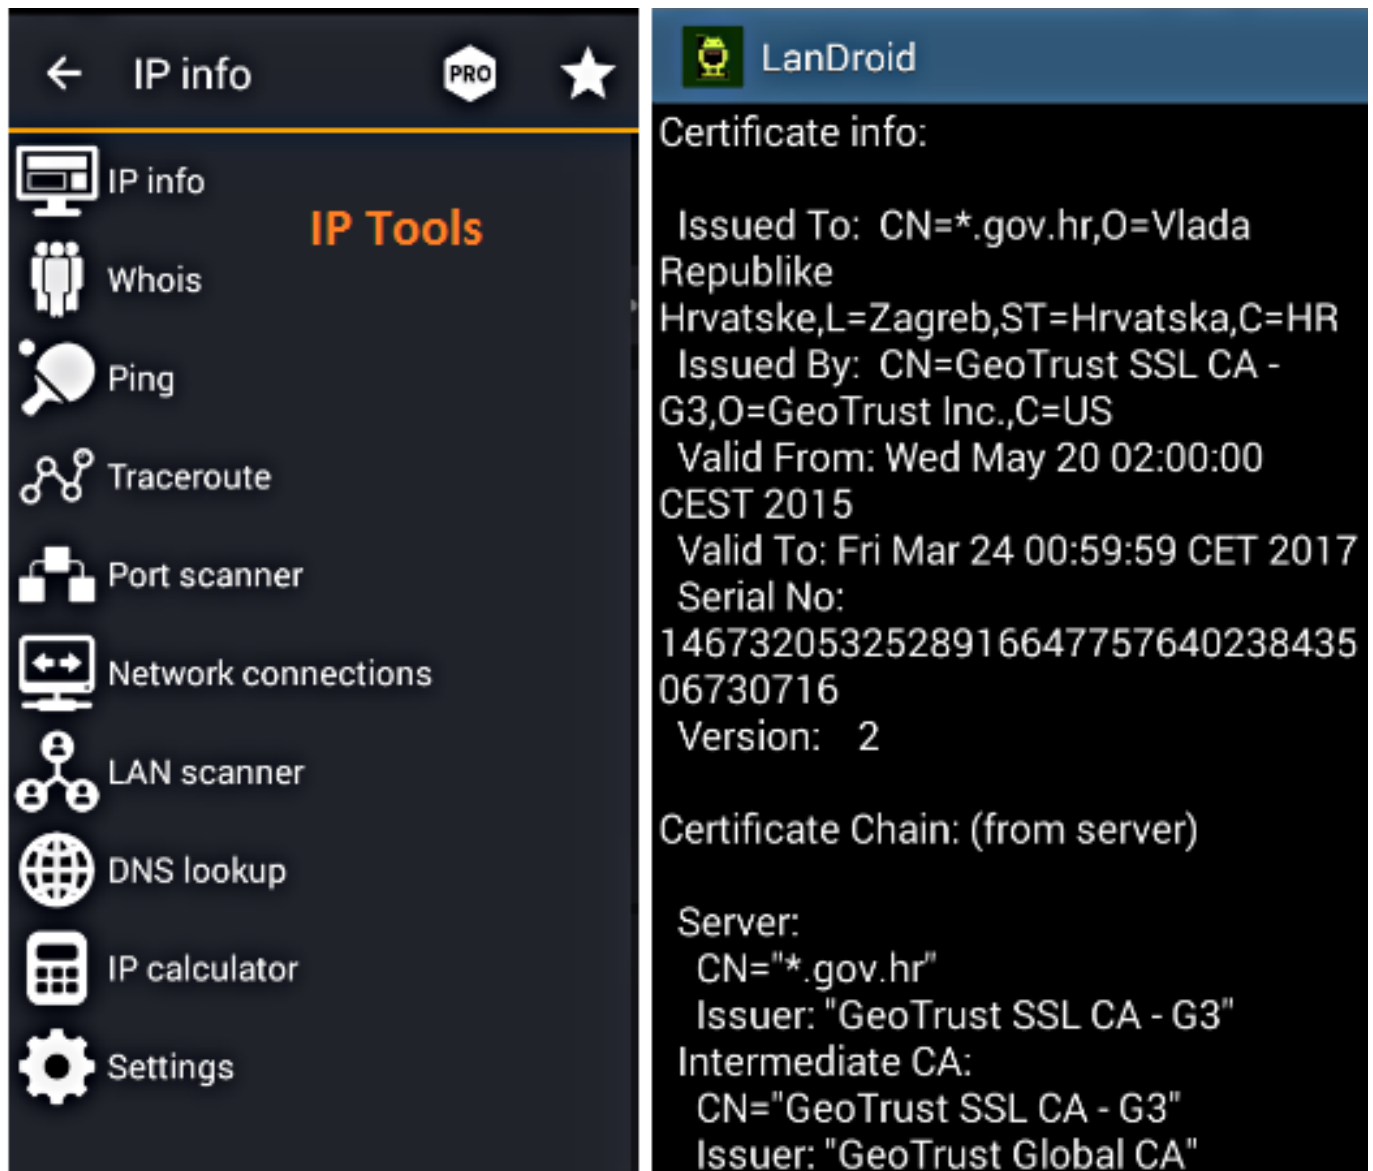 IP info
PRO
IP info
IP Tools
Whois
Ping
Traceroute
Port scanner
Network connections
LAN scanner
DNS lookup
IP calculator
Settings
LanDroid
Certificate info:
Issued To:  CN=*.gov.hr,O=Vlada
Republike
Hrvatske,L=Zagreb,ST=Hrvatska,C=HR
Issued By:  CN=GeoTrust SSL CA -
G3,O=GeoTrust Inc.,C=US
Valid From: Wed May 20 02:00:00
CEST 2015
Valid To: Fri Mar 24 00:59:59 CET 2017
Serial No:
146732053252891664775764023 8435
06730716
Version:   2
Certificate Chain: (from server)
Server:
CN="*.gov.hr"
Issuer: "GeoTrust SSL CA - G3"
Intermediate CA:
CN="GeoTrust SSL CA - G3"
Issuer: "GeoTrust Global CA"